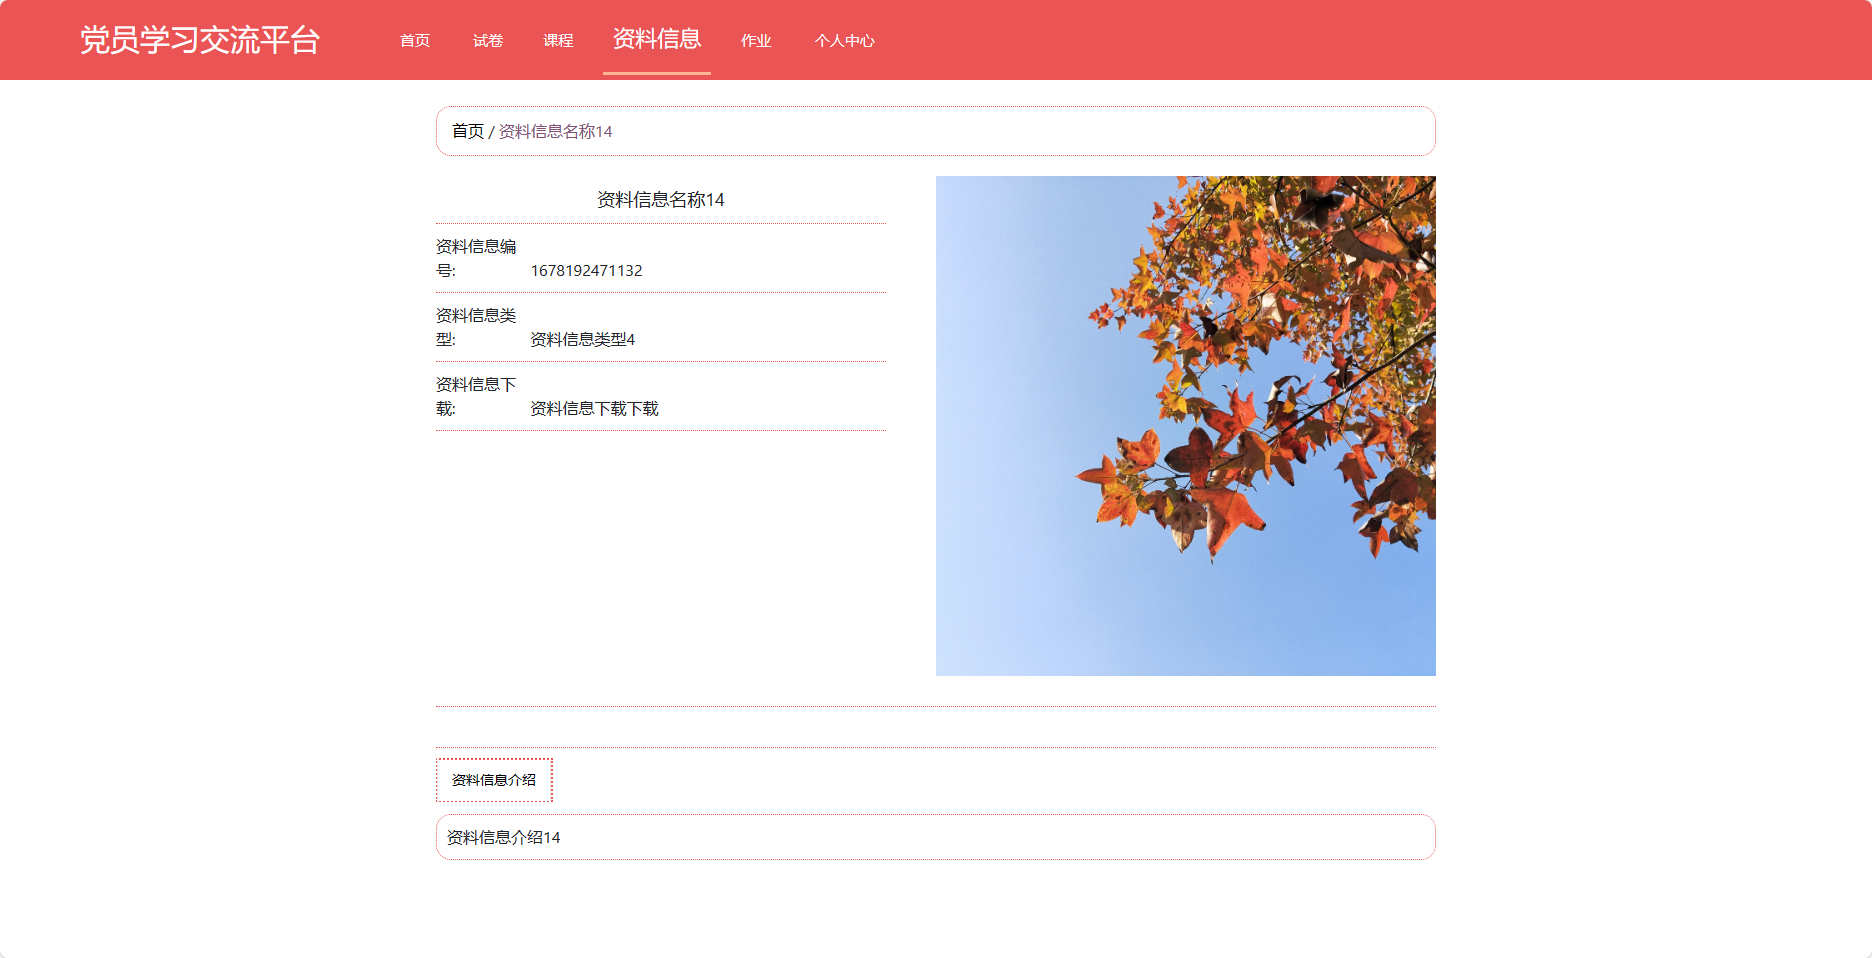 党员学习交流平台
首页 试卷 课程 资料信息 作业 个人中心
首页 / 资料信息名称14
资料信息名称14
资料信息编
号: 1678192471132
资料信息类
型: 资料信息类型4
资料信息下
载: 资料信息下载下载
资料信息介绍
资料信息介绍14